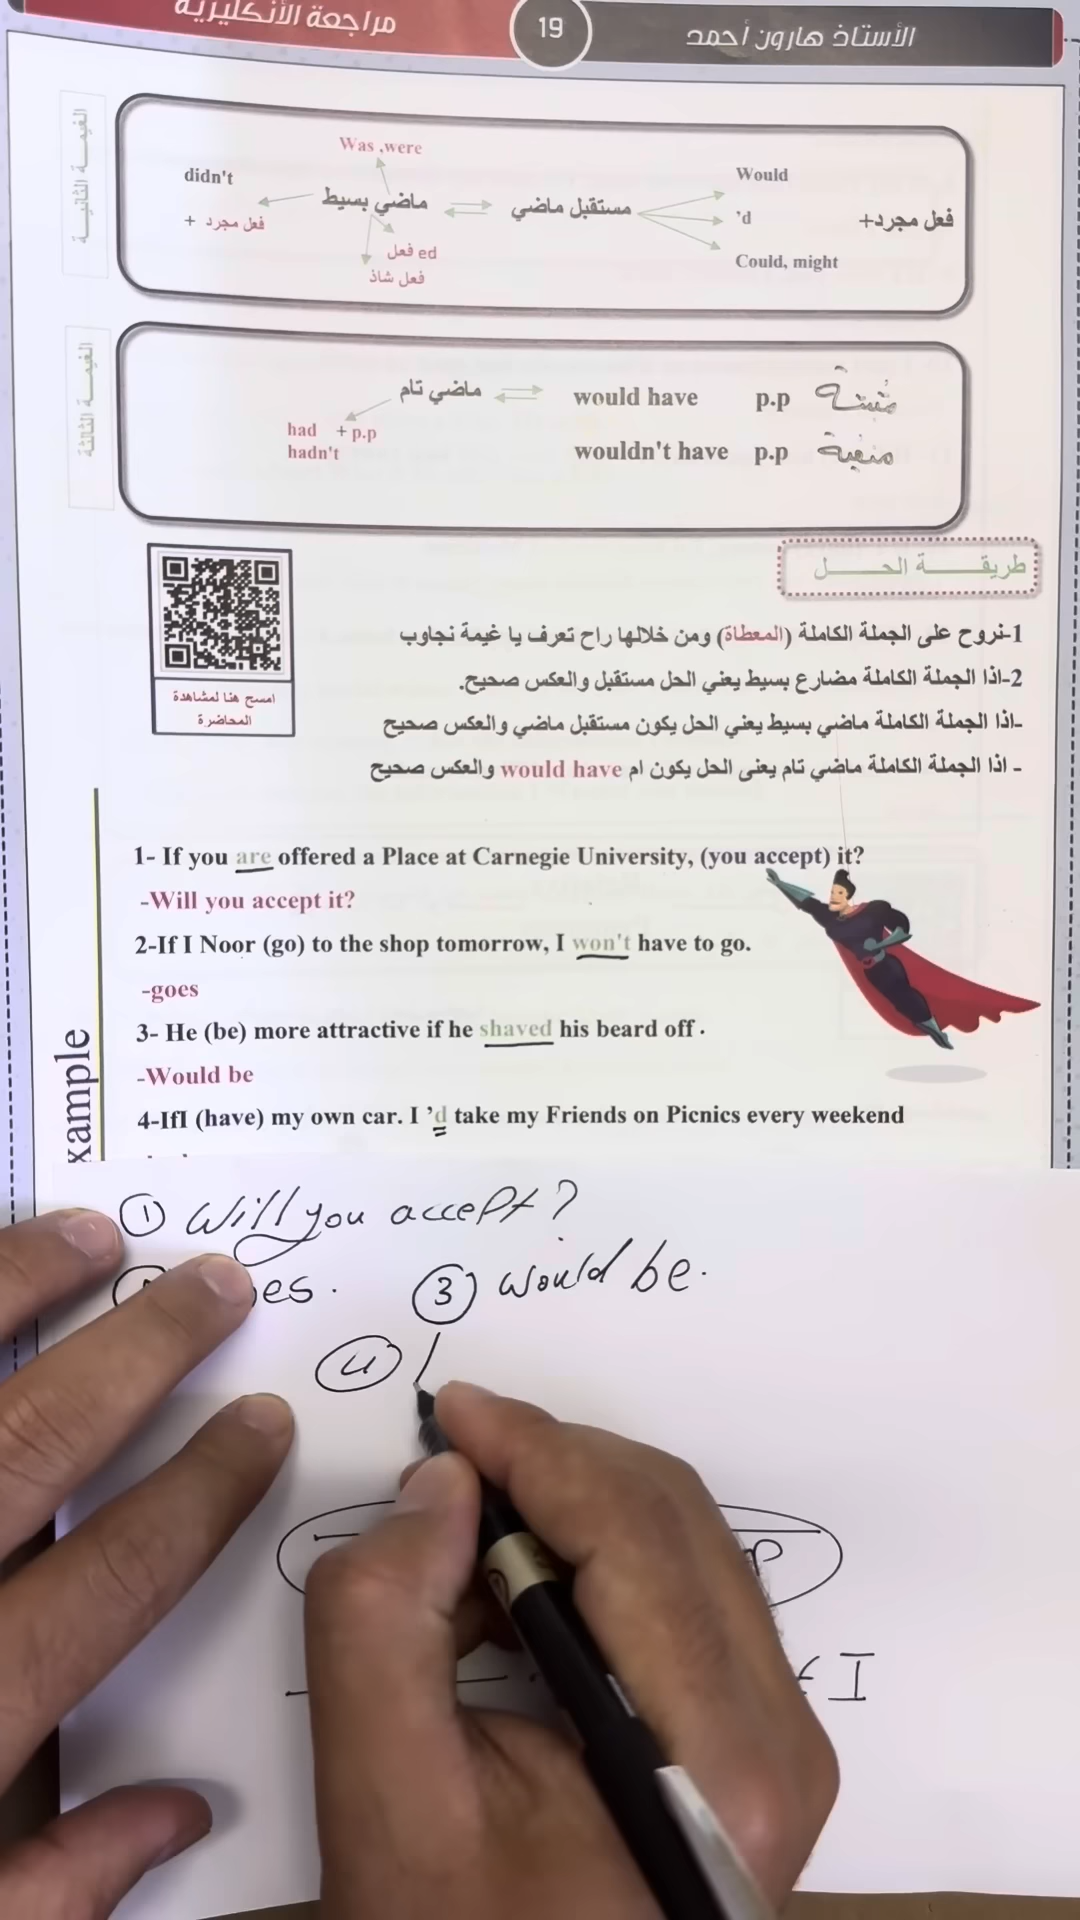 مراجعة الأنكليزية 19 الأستاذ هارون أحمد
الغيمة الثانية
Was ,were
didn't
+ فعل مجرد
ماضي بسيط
فعل ed
فعل شاذ
مستقبل ماضي
Would
'd
Could, might
فعل مجرد+
الغيمة الثالثة
ماضي تام
had + p.p
hadn't
would have p.p مثبتة
wouldn't have p.p منفية
طريقة الحل
1-نروح على الجملة الكاملة (المعطاة) ومن خلالها راح تعرف يا غيمة نجاوب
2-اذا الجملة الكاملة مضارع بسيط يعني الحل مستقبل والعكس صحيح.
-اذا الجملة الكاملة ماضي بسيط يعني الحل يكون مستقبل ماضي والعكس صحيح
- اذا الجملة الكاملة ماضي تام يعني الحل يكون ام would have والعكس صحيح
امسح هنا لمشاهدة
المحاضرة
xample
1- If you are offered a Place at Carnegie University, (you accept) it?
-Will you accept it?
2-If I Noor (go) to the shop tomorrow, I won't have to go.
-goes
3- He (be) more attractive if he shaved his beard off .
-Would be
4-IfI (have) my own car. I 'd take my Friends on Picnics every weekend
① Will you accept?
es. ③ would be.
④
P
I